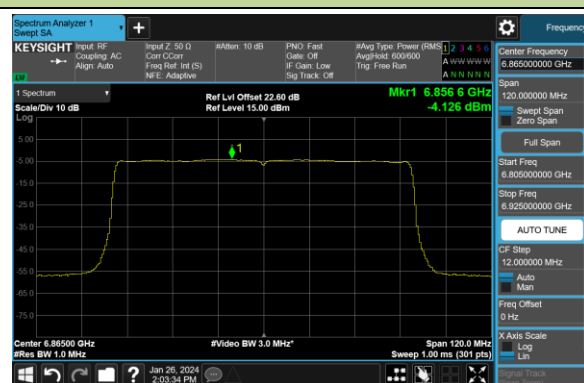 Spectrum Analyzer 1
Swept SA
Frequency
KEYSIGHT
Input: RF
Coupling: AC
Align: Auto
Input Z: 50 Ω
Corr CCorr
Freq Ref: Int (S)
NFE: Adaptive
#Atten: 10 dB
PNO: Fast
Gate: Off
IF Gain: Low
Sig Track: Off
#Avg Type: Power (RMS
Avg|Hold: 600/600
Trig: Free Run
1 2 3 4 5 6
A W W W W W
A N N N N N
LW
1 Spectrum
Scale/Div 10 dB
Log
Ref Lvl Offset 22.60 dB
Ref Level 15.00 dBm
Mkr1 6.856 6 GHz
-4.126 dBm
1
5.00
-5.00
-15.0
-25.0
-35.0
-45.0
-55.0
-65.0
-75.0
Center 6.86500 GHz
#Res BW 1.0 MHz
#Video BW 3.0 MHz*
Span 120.0 MHz
Sweep 1.00 ms (301 pts)
Center Frequency
6.865000000 GHz
Span
120.000000 MHz
Swept Span
Zero Span
Full Span
Start Freq
6.805000000 GHz
Stop Freq
6.925000000 GHz
AUTO TUNE
CF Step
12.000000 MHz
Auto
Man
Freq Offset
0 Hz
X Axis Scale
Log
Lin
Signal Track
Jan 26, 2024
2:03:34 PM